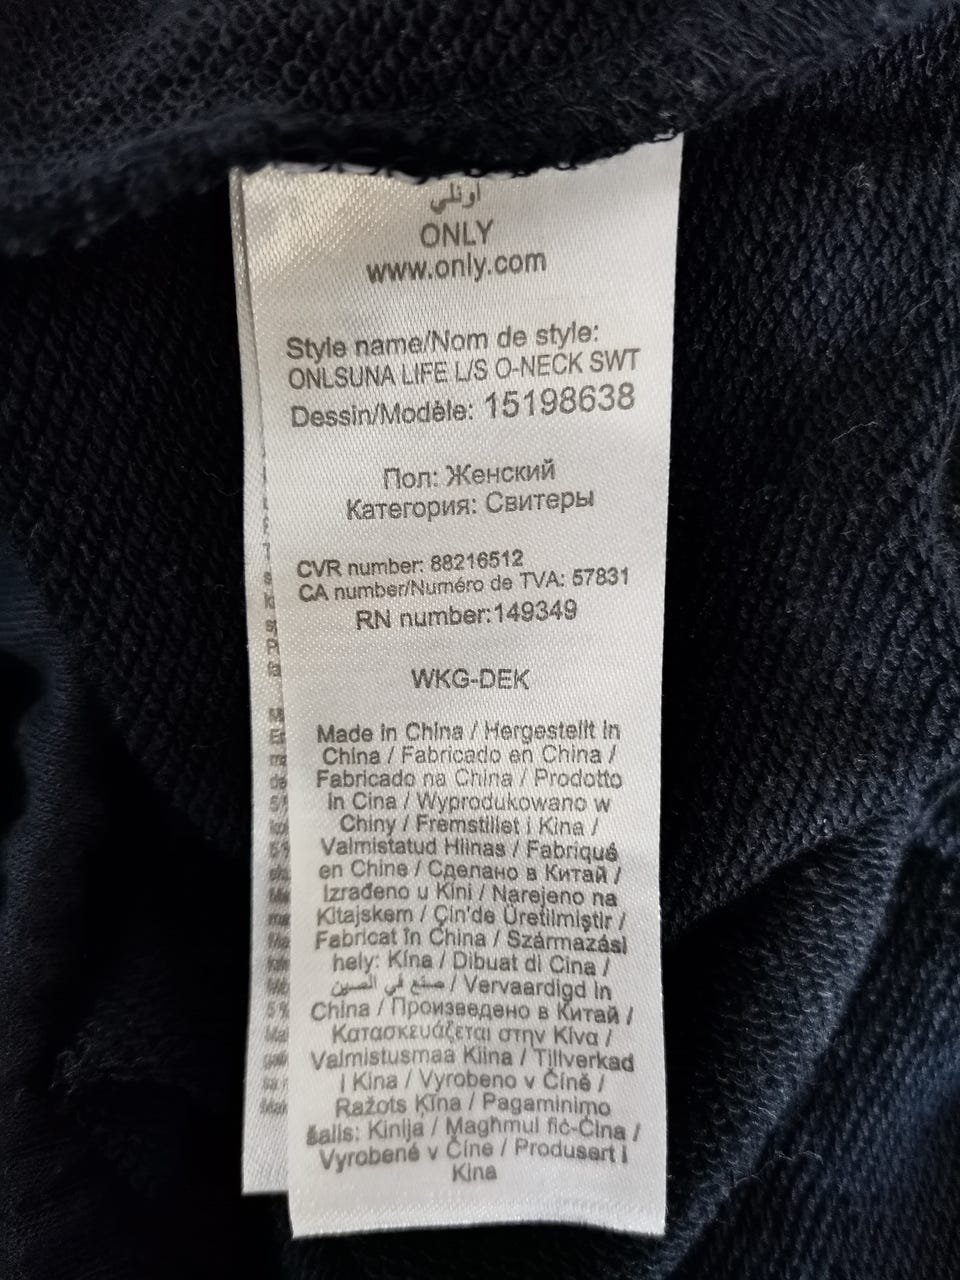 اونلي
ONLY
www.only.com
Style name/Nom de style:
ONLSUNA LIFE L/S O-NECK SWT
Dessin/Modèle: 15198638
Пол: Женский
Категория: Свитеры
CVR number: 88216512
CA number/Numéro de TVA: 57831
RN number:149349
WKG-DEK
Made in China / Hergestellt in
China / Fabricado en China /
Fabricado na China / Prodotto
in Cina / Wyprodukowano w
Chiny / Fremstillet i Kina /
Valmistatud Hiinas / Fabriqué
en Chine / Сделано в Китай /
Izrađeno u Kini / Narejeno na
Kitajskem / Çin'de Üretilmiştir /
Fabricat în China / Származási
hely: Kína / Dibuat di Cina /
صنع في الصين / Vervaardigd in
China / Произведено в Китай /
Κατασκευάζεται στην Κίνα /
Valmistusmaa Kiina / Tillverkad
i Kina / Vyrobeno v Číně /
Ražots Ķīna / Pagaminimo
šalis: Kinija / Magħmul fiċ-Ċina /
Vyrobené v Číne / Produsert i
Kina